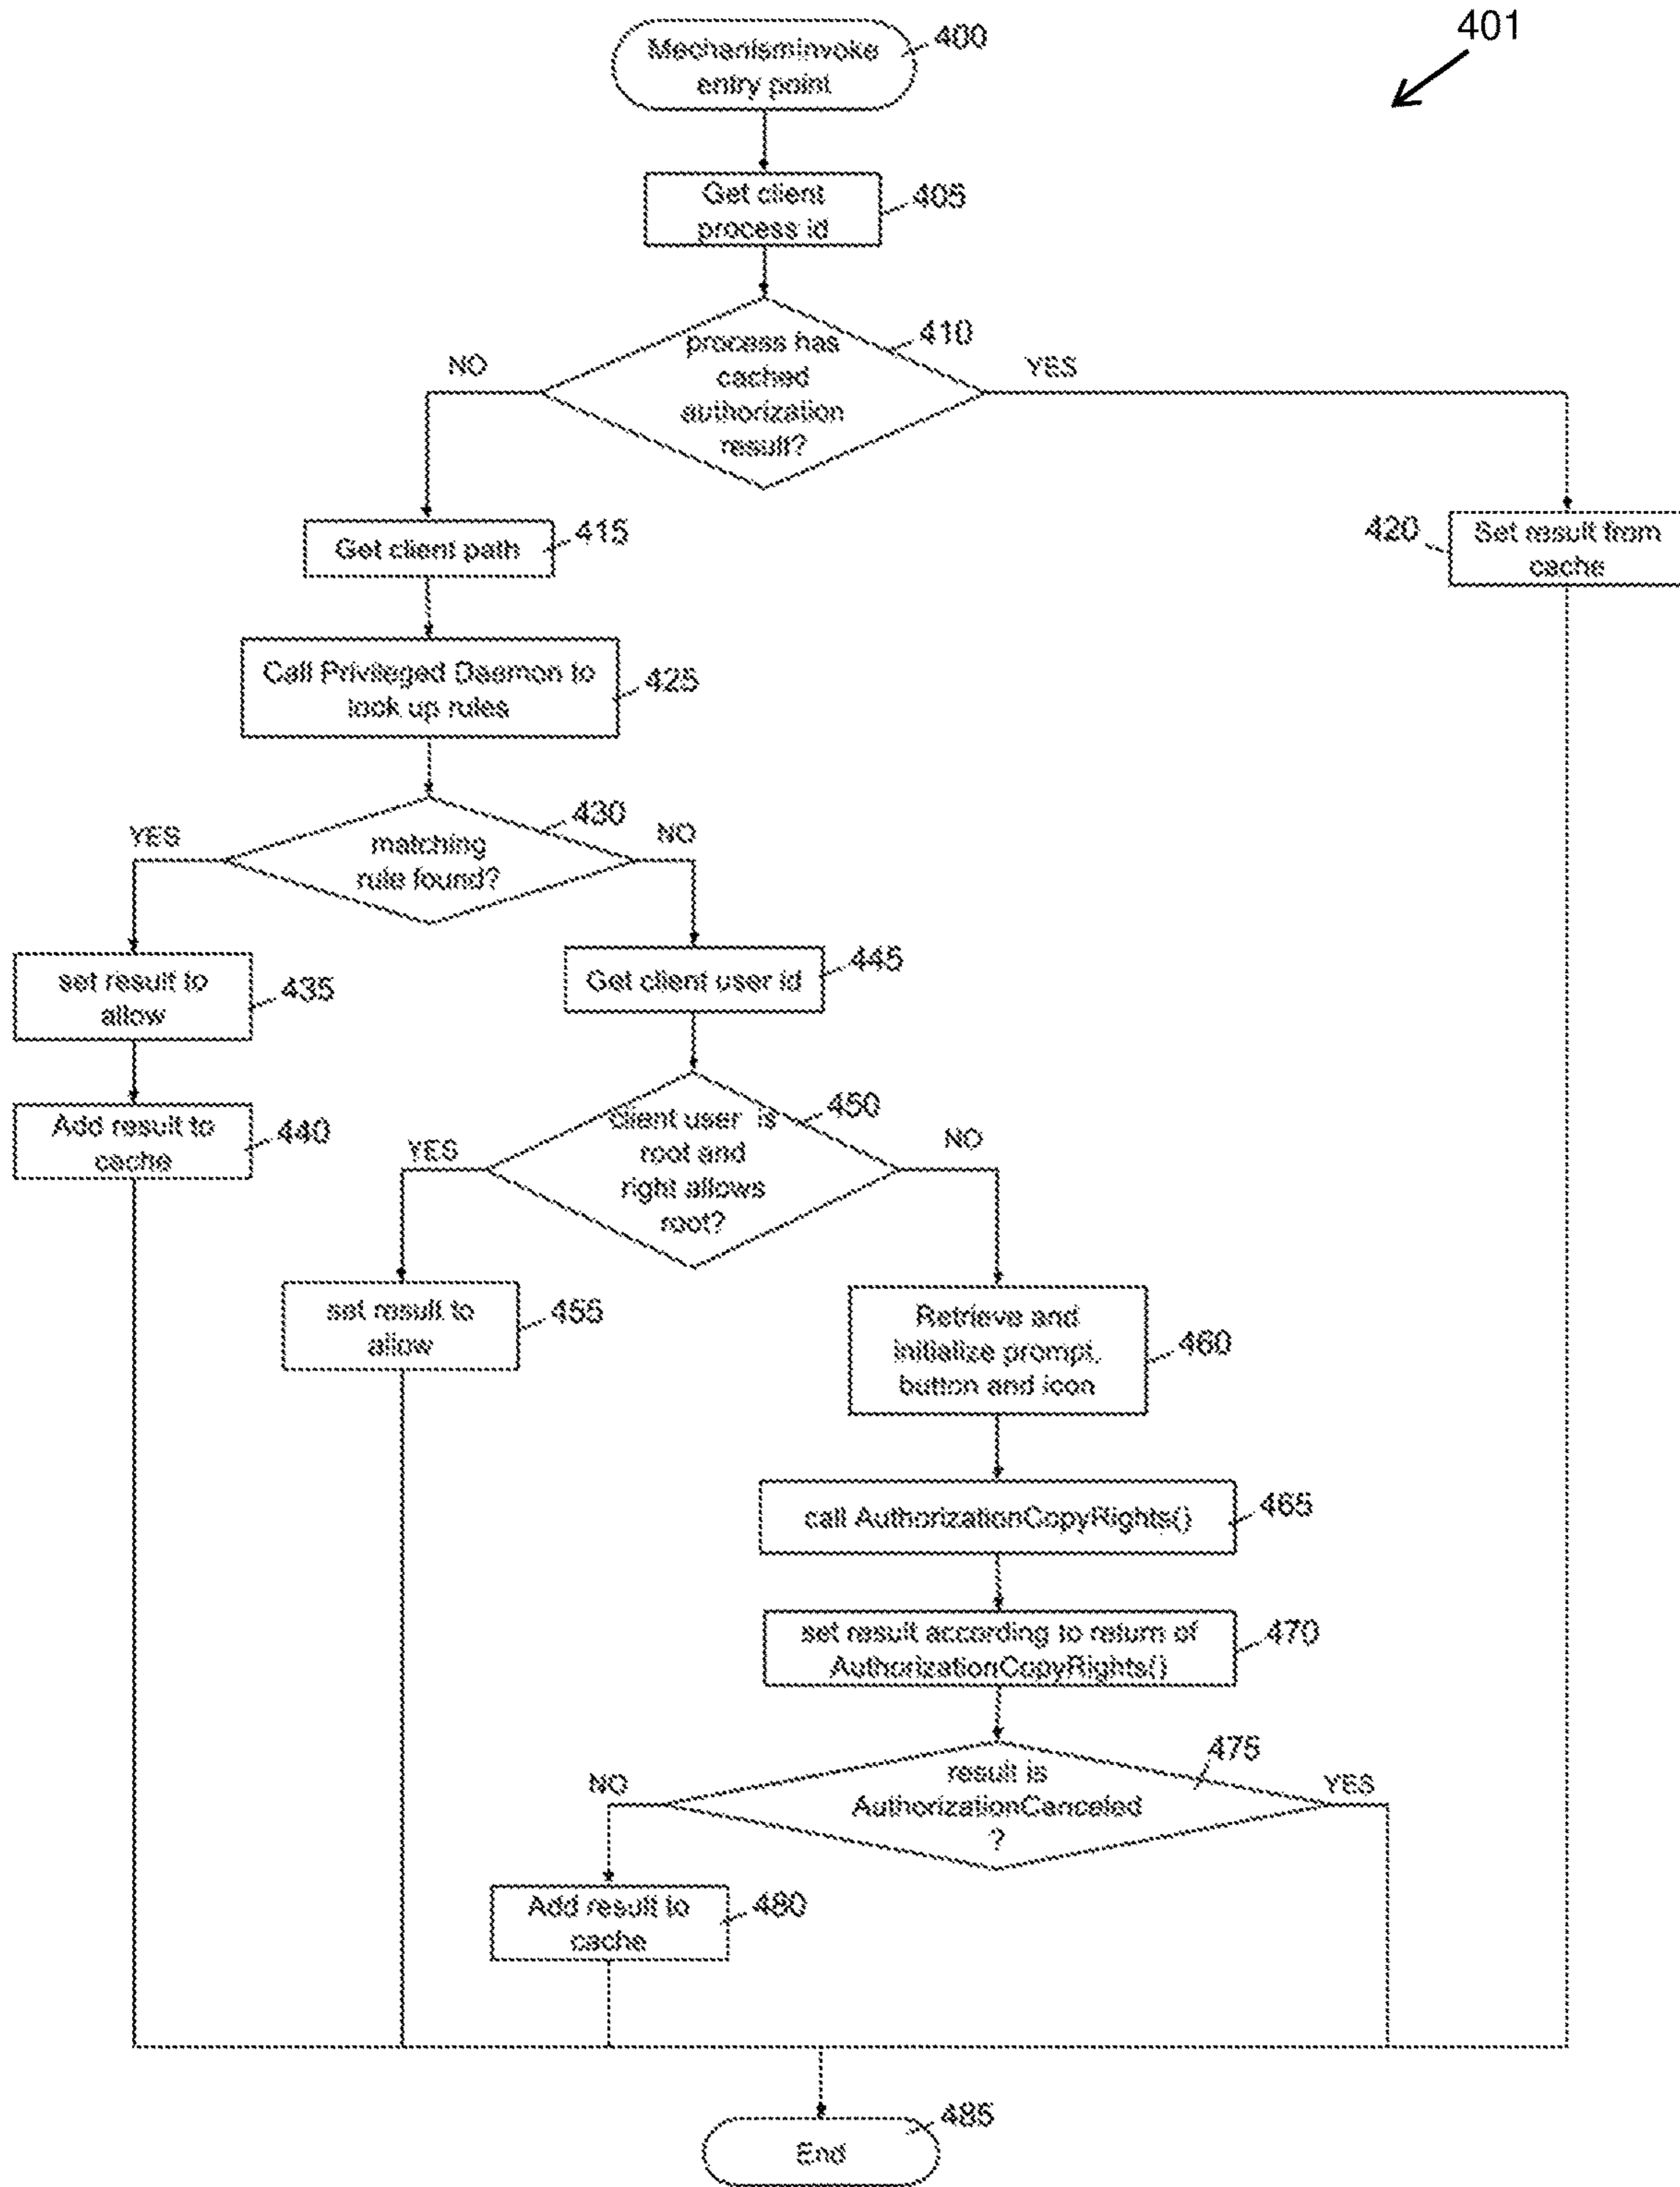 401
MechanismInvoke
entry point
400
Get client
process id
405
process has
cached
authorization
result?
410
NO
YES
Get client path
415
Set result from
cache
420
Call Privileged Daemon to
look up rules
425
matching
rule found?
430
YES
NO
set result to
allow
435
Get client user id
445
Add result to
cache
440
client user is
root and
right allows
root?
450
YES
NO
set result to
allow
455
Retrieve and
initialize prompt,
button and icon
460
call AuthorizationCopyRights()
465
set result according to return of
AuthorizationCopyRights()
470
result is
AuthorizationCanceled
?
475
NO
YES
Add result to
cache
480
End
485